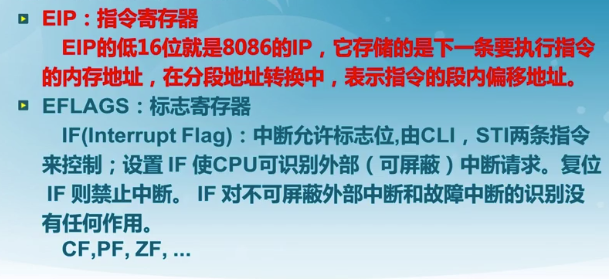 EIP：指令寄存器
EIP的低16位就是8086的IP，它存储的是下一条要执行指令
的内存地址，在分段地址转换中，表示指令的段内偏移地址。
EFLAGS：标志寄存器
IF(Interrupt Flag)：中断允许标志位,由CLI，STI两条指令
来控制；设置 IF 使CPU可识别外部（可屏蔽）中断请求。复位
IF 则禁止中断。 IF 对不可屏蔽外部中断和故障中断的识别没
有任何作用。
CF,PF, ZF, ...